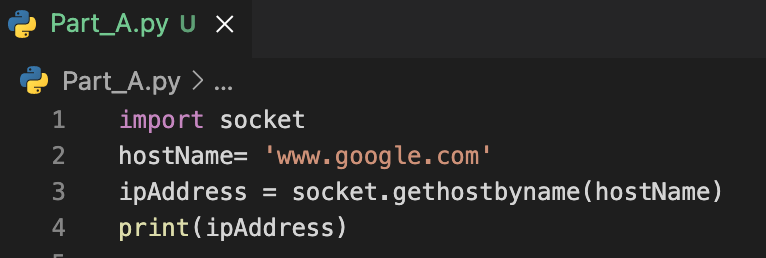 Part_A.py U ×
Part_A.py > ...
1 import socket
2 hostName= 'www.google.com'
3 ipAddress = socket.gethostbyname(hostName)
4 print(ipAddress)